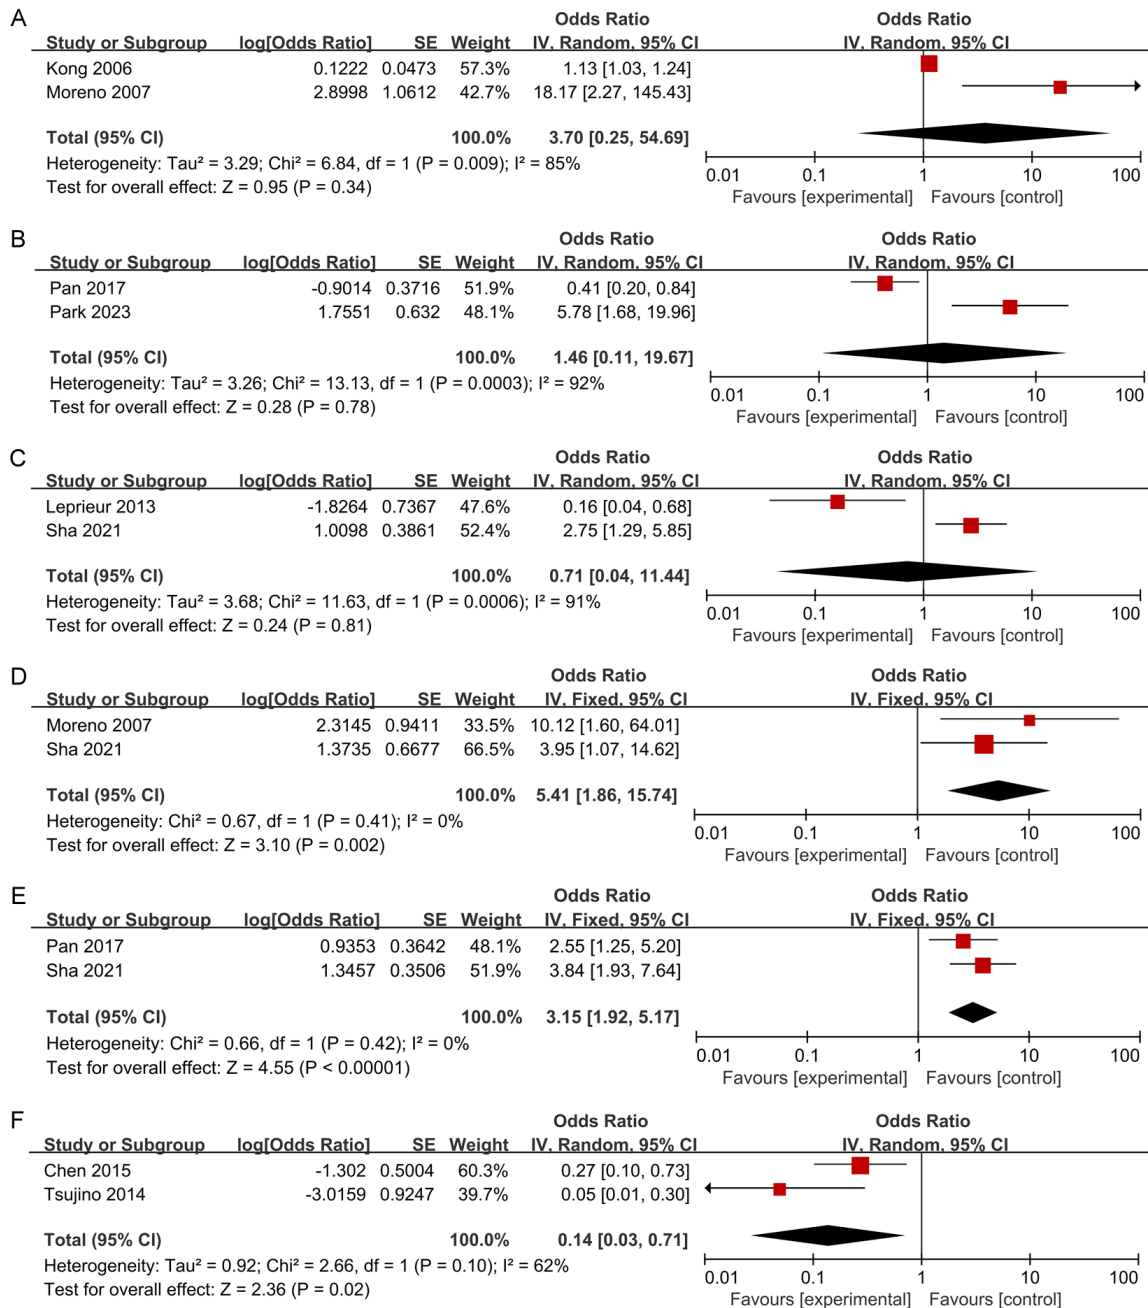 A
Odds Ratio Odds Ratio
Study or Subgroup log[Odds Ratio] SE Weight IV, Random, 95% CI IV, Random, 95% CI
Kong 2006 0.1222 0.0473 57.3% 1.13 [1.03, 1.24]
Moreno 2007 2.8998 1.0612 42.7% 18.17 [2.27, 145.43]
Total (95% CI) 100.0% 3.70 [0.25, 54.69]
Heterogeneity: Tau² = 3.29; Chi² = 6.84, df = 1 (P = 0.009); I² = 85%
Test for overall effect: Z = 0.95 (P = 0.34)
0.01 0.1 1 10 100
Favours [experimental] Favours [control]
B
Odds Ratio Odds Ratio
Study or Subgroup log[Odds Ratio] SE Weight IV, Random, 95% CI IV, Random, 95% CI
Pan 2017 -0.9014 0.3716 51.9% 0.41 [0.20, 0.84]
Park 2023 1.7551 0.632 48.1% 5.78 [1.68, 19.96]
Total (95% CI) 100.0% 1.46 [0.11, 19.67]
Heterogeneity: Tau² = 3.26; Chi² = 13.13, df = 1 (P = 0.0003); I² = 92%
Test for overall effect: Z = 0.28 (P = 0.78)
0.01 0.1 1 10 100
Favours [experimental] Favours [control]
C
Odds Ratio Odds Ratio
Study or Subgroup log[Odds Ratio] SE Weight IV, Random, 95% CI IV, Random, 95% CI
Leprieur 2013 -1.8264 0.7367 47.6% 0.16 [0.04, 0.68]
Sha 2021 1.0098 0.3861 52.4% 2.75 [1.29, 5.85]
Total (95% CI) 100.0% 0.71 [0.04, 11.44]
Heterogeneity: Tau² = 3.68; Chi² = 11.63, df = 1 (P = 0.0006); I² = 91%
Test for overall effect: Z = 0.24 (P = 0.81)
0.01 0.1 1 10 100
Favours [experimental] Favours [control]
D
Odds Ratio Odds Ratio
Study or Subgroup log[Odds Ratio] SE Weight IV, Fixed, 95% CI IV, Fixed, 95% CI
Moreno 2007 2.3145 0.9411 33.5% 10.12 [1.60, 64.01]
Sha 2021 1.3735 0.6677 66.5% 3.95 [1.07, 14.62]
Total (95% CI) 100.0% 5.41 [1.86, 15.74]
Heterogeneity: Chi² = 0.67, df = 1 (P = 0.41); I² = 0%
Test for overall effect: Z = 3.10 (P = 0.002)
0.01 0.1 1 10 100
Favours [experimental] Favours [control]
E
Odds Ratio Odds Ratio
Study or Subgroup log[Odds Ratio] SE Weight IV, Fixed, 95% CI IV, Fixed, 95% CI
Pan 2017 0.9353 0.3642 48.1% 2.55 [1.25, 5.20]
Sha 2021 1.3457 0.3506 51.9% 3.84 [1.93, 7.64]
Total (95% CI) 100.0% 3.15 [1.92, 5.17]
Heterogeneity: Chi² = 0.66, df = 1 (P = 0.42); I² = 0%
Test for overall effect: Z = 4.55 (P < 0.00001)
0.01 0.1 1 10 100
Favours [experimental] Favours [control]
F
Odds Ratio Odds Ratio
Study or Subgroup log[Odds Ratio] SE Weight IV, Random, 95% CI IV, Random, 95% CI
Chen 2015 -1.302 0.5004 60.3% 0.27 [0.10, 0.73]
Tsujino 2014 -3.0159 0.9247 39.7% 0.05 [0.01, 0.30]
Total (95% CI) 100.0% 0.14 [0.03, 0.71]
Heterogeneity: Tau² = 0.92; Chi² = 2.66, df = 1 (P = 0.10); I² = 62%
Test for overall effect: Z = 2.36 (P = 0.02)
0.01 0.1 1 10 100
Favours [experimental] Favours [control]